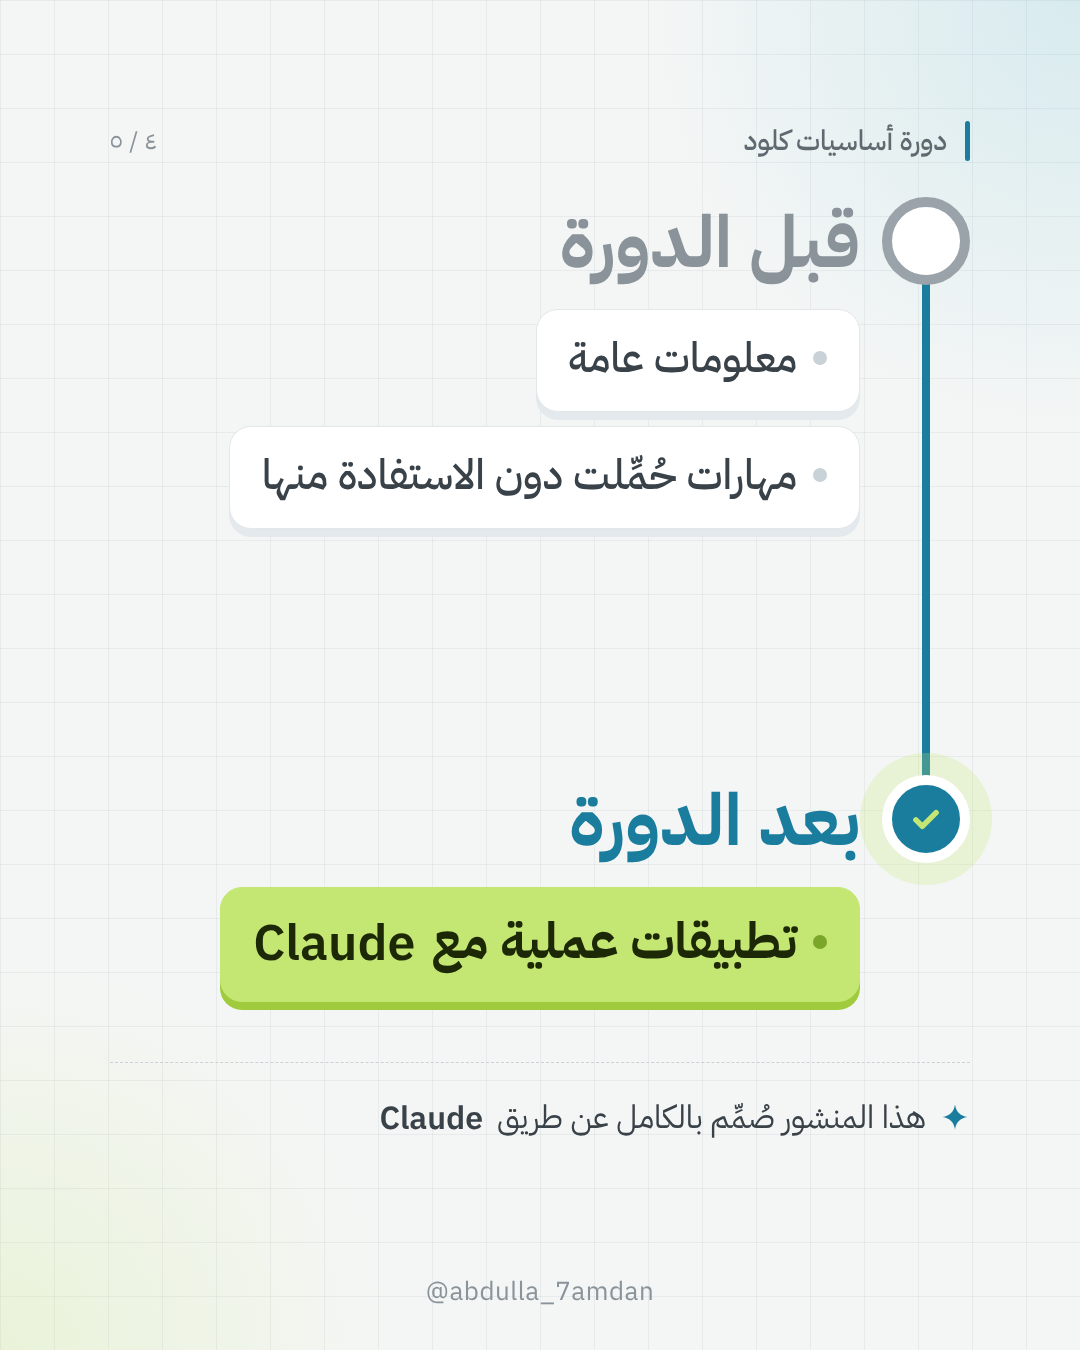 دورة أساسيات كلود
٤ / ٥
قبل الدورة
معلومات عامة
مهارات حُمِّلت دون الاستفادة منها
بعد الدورة
تطبيقات عملية مع Claude
هذا المنشور صُمِّم بالكامل عن طريق Claude
@abdulla_7amdan